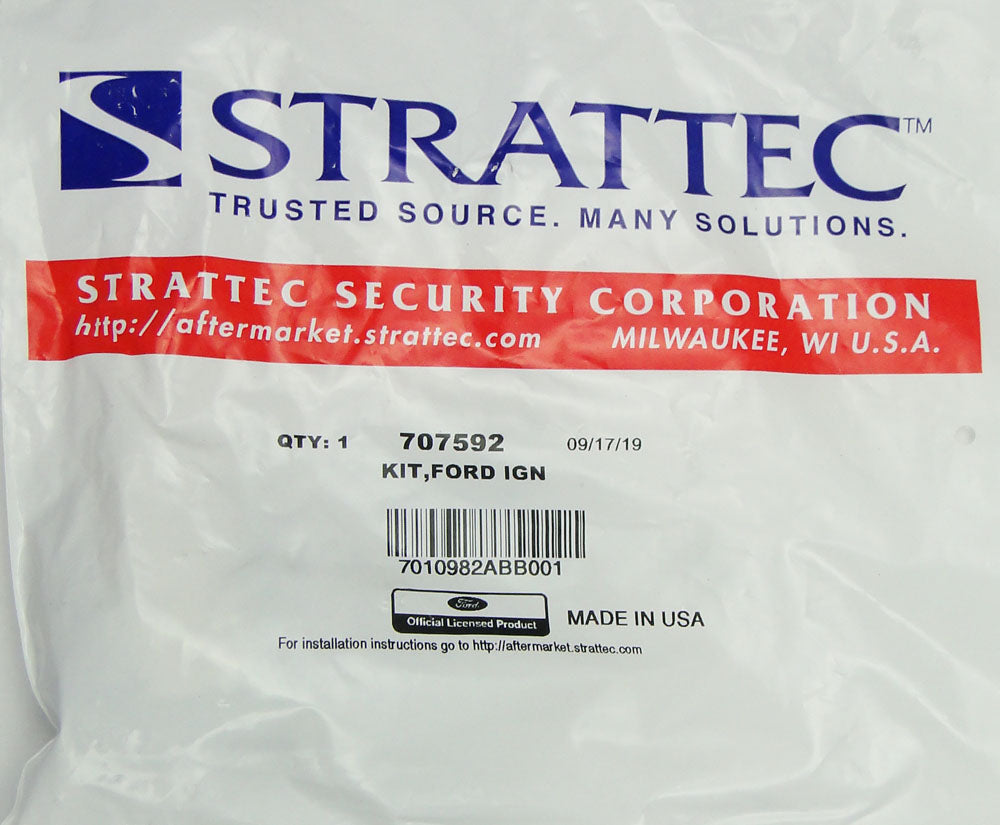 STRATTEC™
TRUSTED SOURCE. MANY SOLUTIONS.
STRATTEC SECURITY CORPORATION
http://aftermarket.strattec.com MILWAUKEE, WI U.S.A.
QTY: 1 707592 09/17/19
KIT,FORD IGN
7010982ABB001
Ford
Official Licensed Product
MADE IN USA
For installation instructions go to http://aftermarket.strattec.com